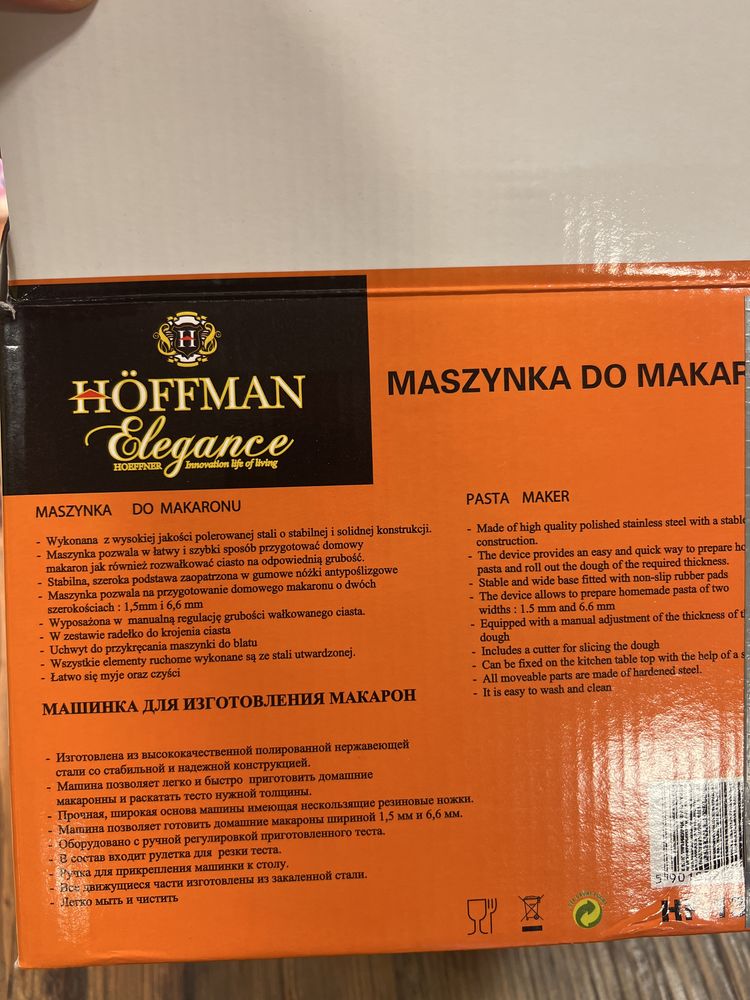 H
HÖFFMAN
Elegance
HOEFFNER Innovation life of living
MASZYNKA DO
MASZYNKA DO MAKARONU
- Wykonana z wysokiej jakości polerowanej stali o stabilnej i solidnej konstrukcji.
- Maszynka pozwala w łatwy i szybki sposób przygotować domowy
makaron jak również rozwałkować ciasto na odpowiednią grubość.
- Stabilna, szeroka podstawa zaopatrzona w gumowe nóżki antypoślizgowe
- Maszynka pozwala na przygotowanie domowego makaronu o dwóch
szerokościach : 1,5mm i 6,6 mm
- Wyposażona w manualną regulację grubości wałkowanego ciasta.
- W zestawie radełko do krojenia ciasta
- Uchwyt do przykręcania maszynki do blatu
- Wszystkie elementy ruchome wykonane są ze stali utwardzonej.
- Łatwo się myje oraz czyści
PASTA MAKER
- Made of high quality polished stainless steel with a stable
construction.
- The device provides an easy and quick way to prepare
pasta and roll out the dough of the required thickness.
- Stable and wide base fitted with non-slip rubber pads
- The device allows to prepare homemade pasta of two
widths : 1.5 mm and 6.6 mm
- Equipped with a manual adjustment of the thickness of
dough
- Includes a cutter for slicing the dough
- Can be fixed on the kitchen table top with the help of a
- All moveable parts are made of hardened steel.
- It is easy to wash and clean
МАШИНКА ДЛЯ ИЗГОТОВЛЕНИЯ МАКАРОН
- Изготовлена из высококачественной полированной нержавеющей
стали со стабильной и надежной конструкцией.
- Машина позволяет легко и быстро приготовить домашние
макаронны и раскатать тесто нужной толщины.
- Прочная, широкая основа машины имеющая нескользящие резиновые ножки.
- Машина позволяет готовить домашние макароны шириной 1,5 мм и 6,6 мм.
- Оборудовано с ручной регулировкой приготовленного теста.
- В состав входит рулетка для резки теста.
- Ручка для прикрепления машинки к столу.
- Все движущиеся части изготовлены из закаленной стали.
- Легко мыть и чистить